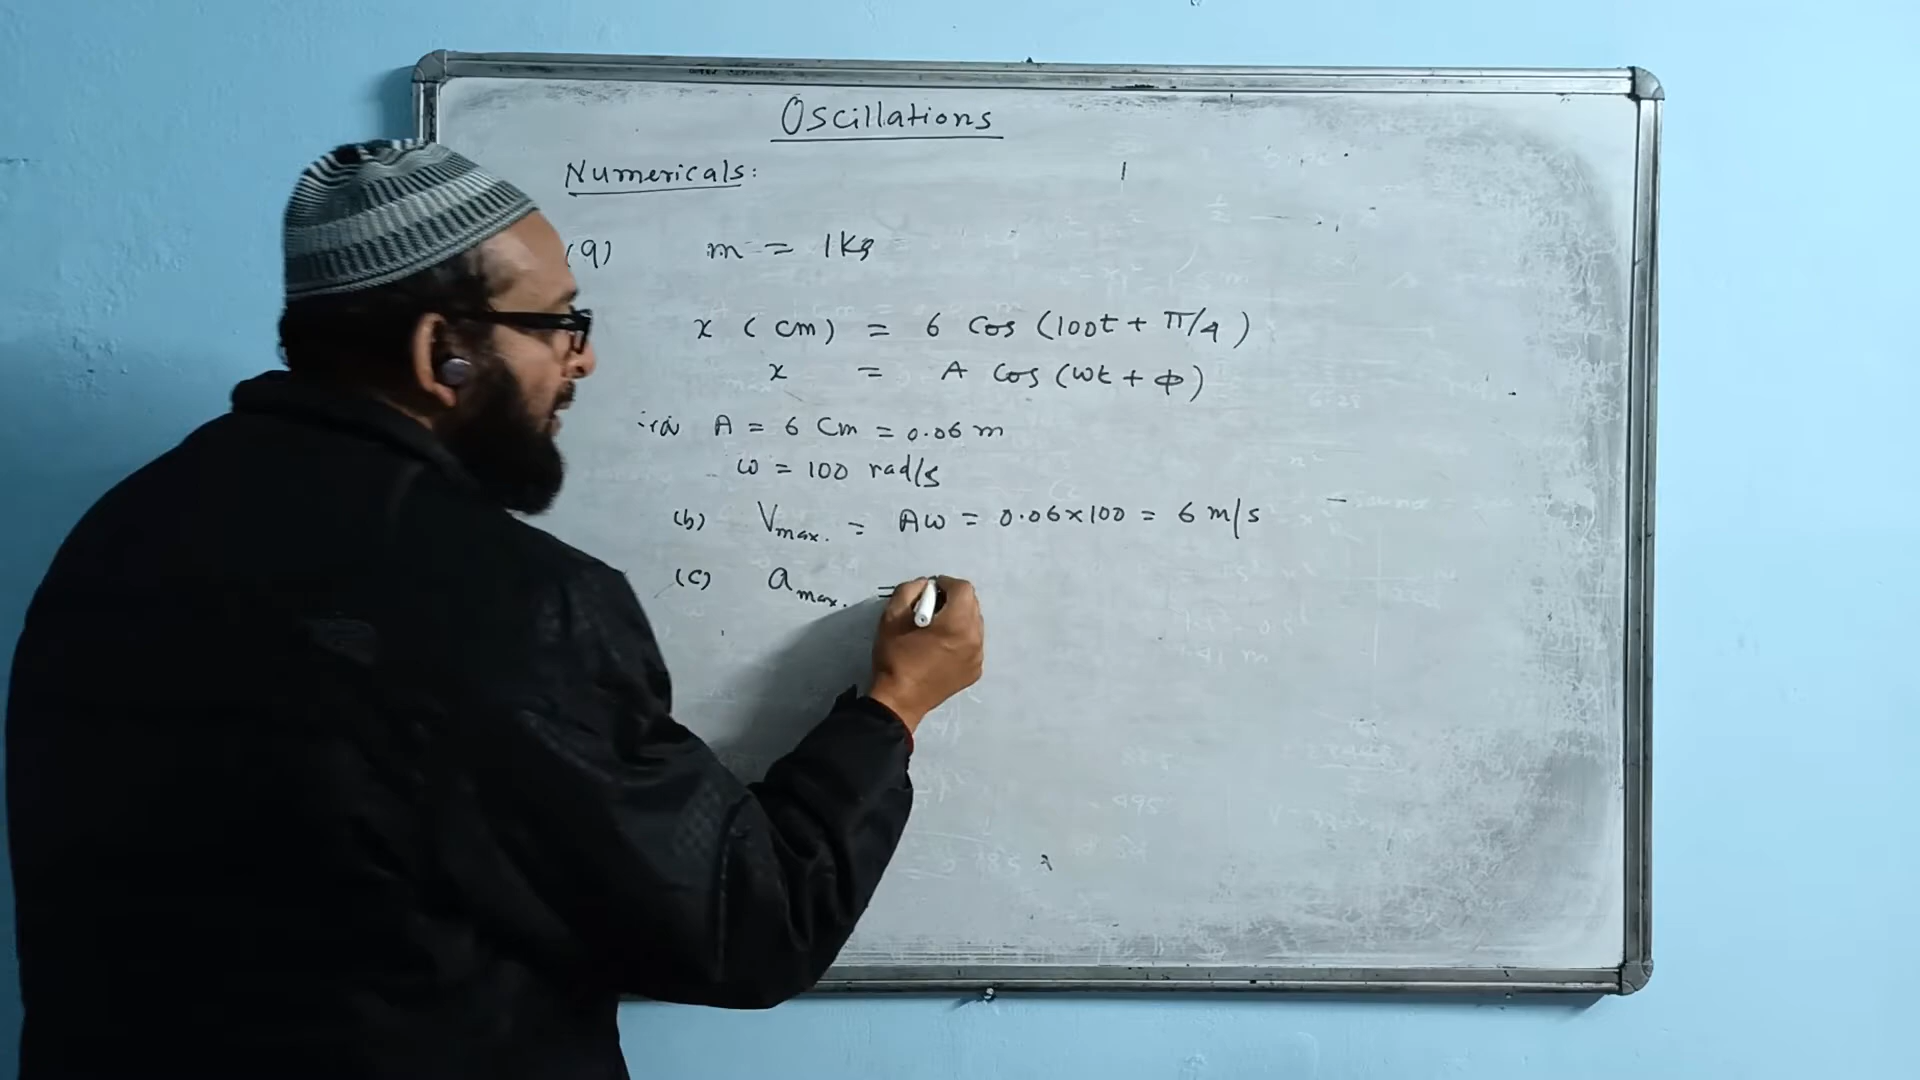 Oscillations
Numericals:
(9) m = 1kg
x (cm) = 6 cos (100t + π/4)
x = A cos (ωt + φ)
A = 6 cm = 0.06 m
ω = 100 rad/s
(b) Vmax. = Aω = 0.06×100 = 6 m/s
(c) amax. =